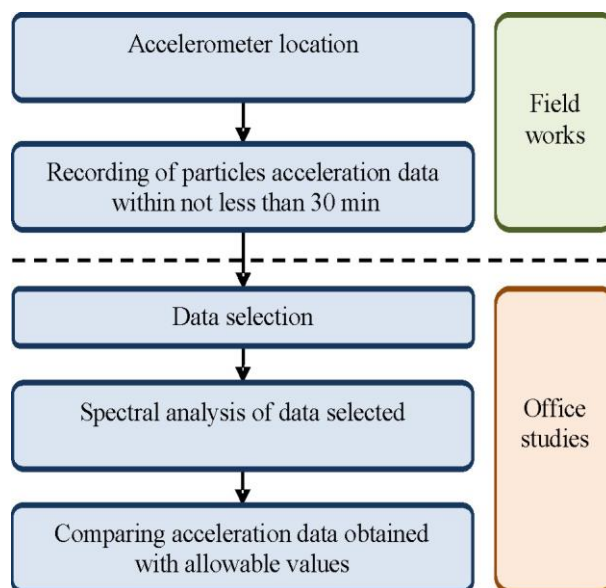 Accelerometer location
Recording of particles acceleration data
within not less than 30 min
Field
works
Data selection
Spectral analysis of data selected
Comparing acceleration data obtained
with allowable values
Office
studies